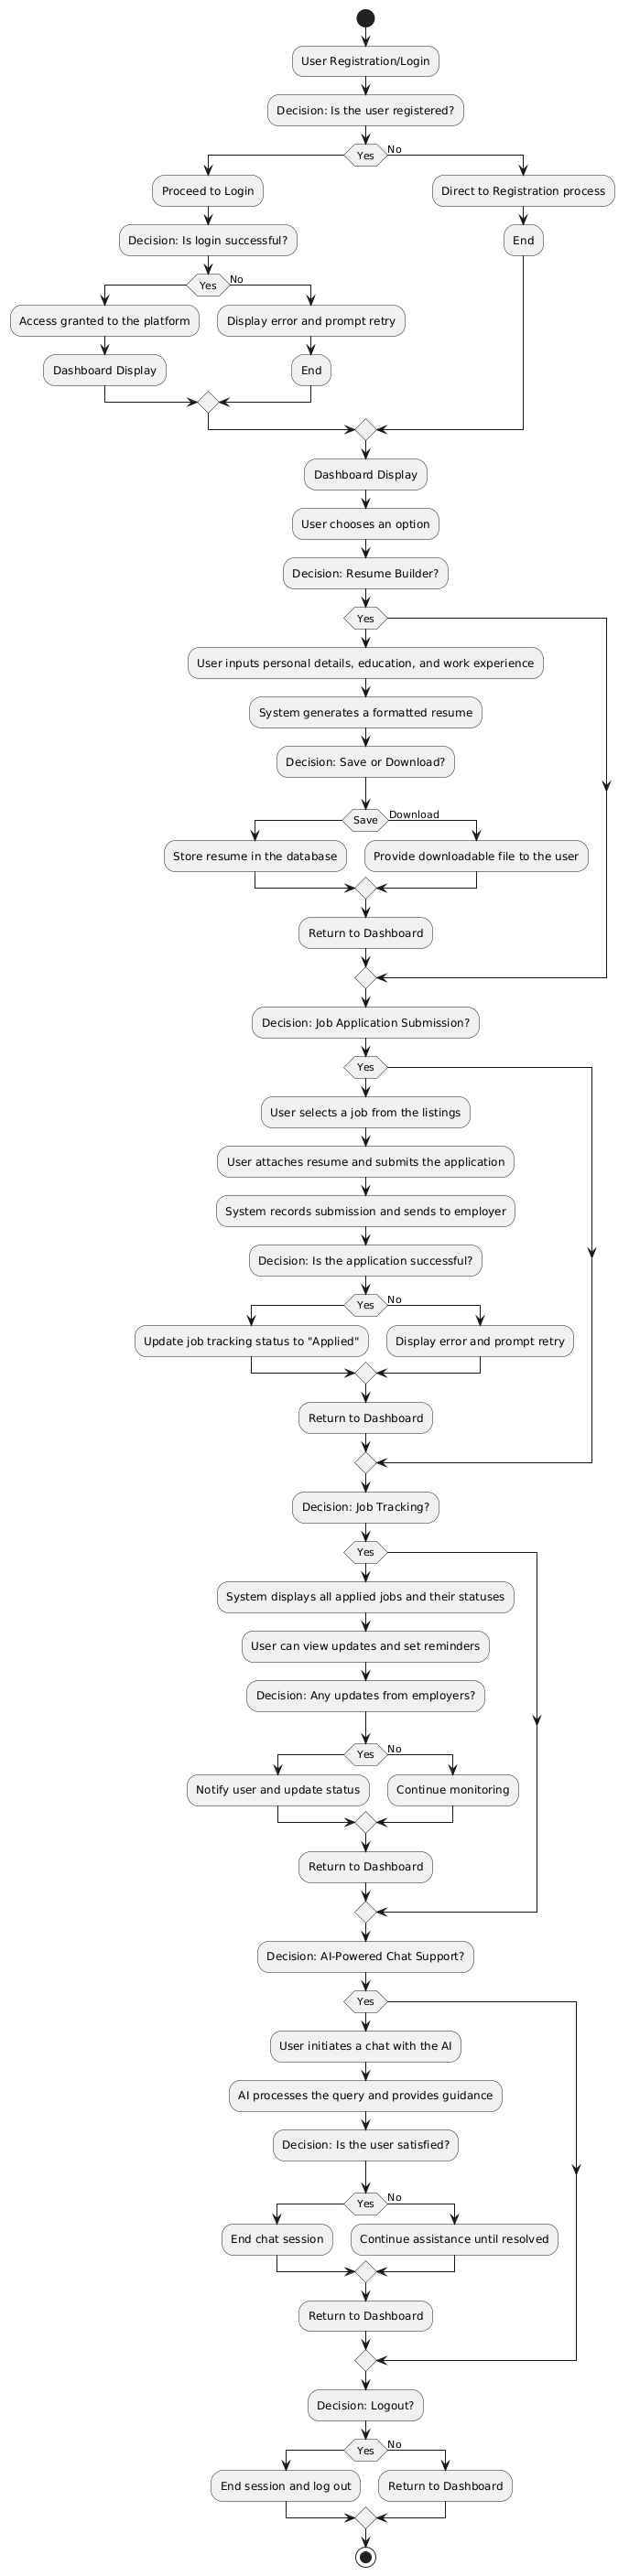 User Registration/Login
Decision: Is the user registered?
Yes
No
Proceed to Login
Direct to Registration process
Decision: Is login successful?
End
Yes
No
Access granted to the platform
Display error and prompt retry
Dashboard Display
End
Dashboard Display
User chooses an option
Decision: Resume Builder?
Yes
User inputs personal details, education, and work experience
System generates a formatted resume
Decision: Save or Download?
Save
Download
Store resume in the database
Provide downloadable file to the user
Return to Dashboard
Decision: Job Application Submission?
Yes
User selects a job from the listings
User attaches resume and submits the application
System records submission and sends to employer
Decision: Is the application successful?
Yes
No
Update job tracking status to "Applied"
Display error and prompt retry
Return to Dashboard
Decision: Job Tracking?
Yes
System displays all applied jobs and their statuses
User can view updates and set reminders
Decision: Any updates from employers?
Yes
No
Notify user and update status
Continue monitoring
Return to Dashboard
Decision: AI-Powered Chat Support?
Yes
User initiates a chat with the AI
AI processes the query and provides guidance
Decision: Is the user satisfied?
Yes
No
End chat session
Continue assistance until resolved
Return to Dashboard
Decision: Logout?
Yes
No
End session and log out
Return to Dashboard